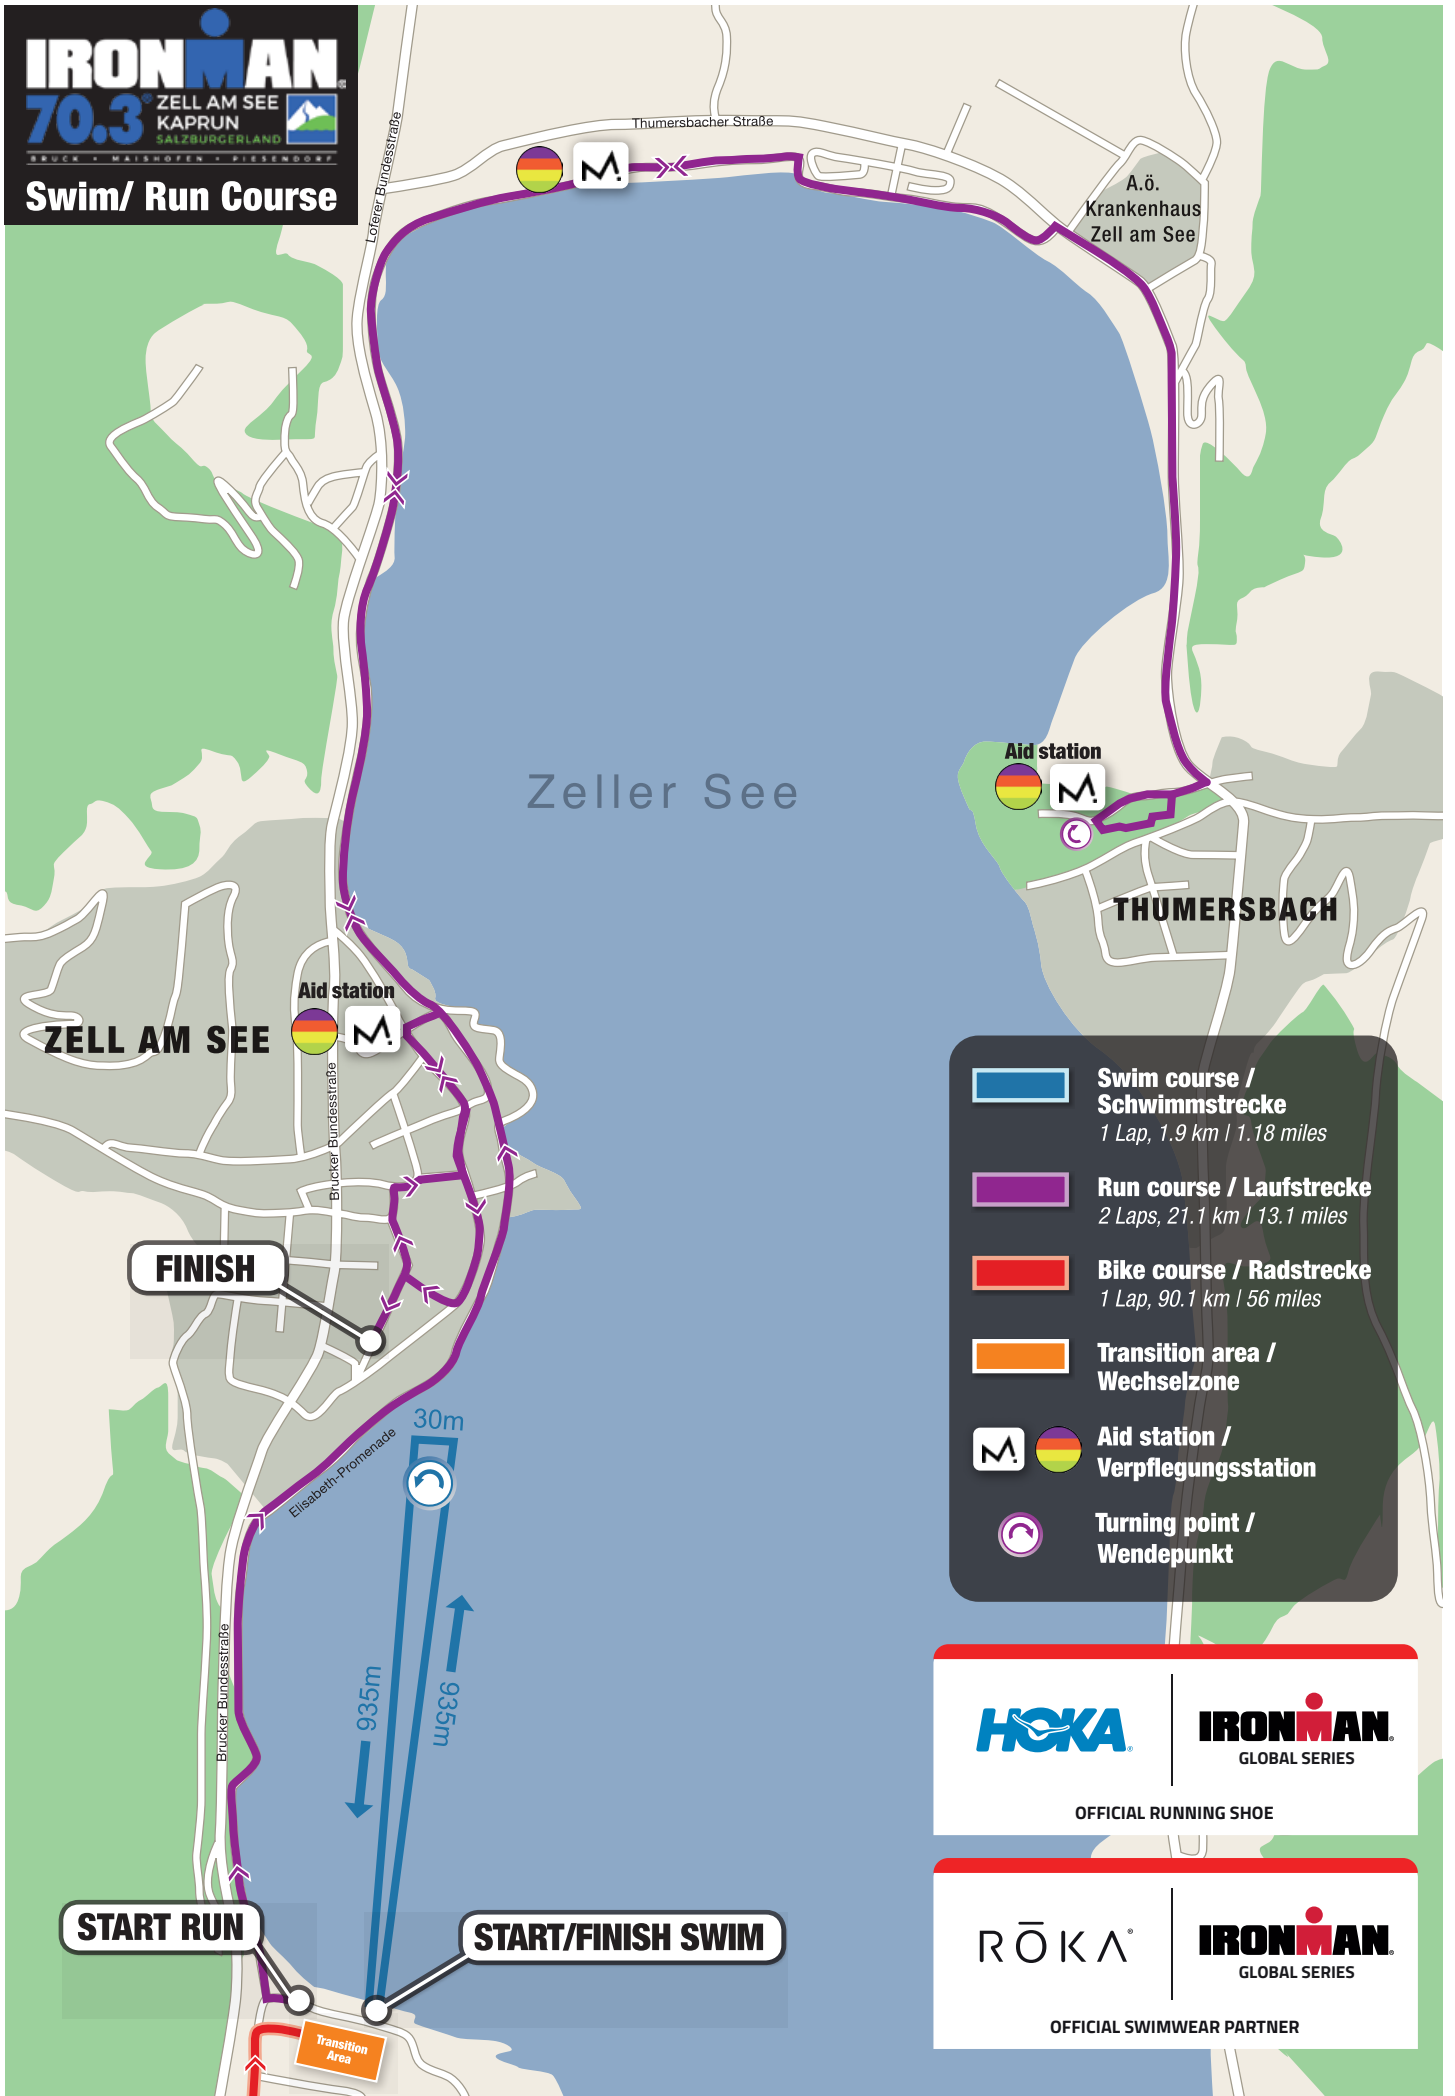 IRONMAN
70.3® ZELL AM SEE
KAPRUN
SALZBURGERLAND
BRUCK • MAISHOFEN • PIESENDORF
Swim/ Run Course
Loferer Bundesstraße
Thumersbacher Straße
A.ö.
Krankenhaus
Zell am See
Zeller See
Aid station
THUMERSBACH
Aid station
ZELL AM SEE
Brucker Bundesstraße
FINISH
30m
Elisabeth-Promenade
935m
935m
Brucker Bundesstraße
START RUN
START/FINISH SWIM
Transition
Area
Swim course /
Schwimmstrecke
1 Lap, 1.9 km | 1.18 miles
Run course / Laufstrecke
2 Laps, 21.1 km | 13.1 miles
Bike course / Radstrecke
1 Lap, 90.1 km | 56 miles
Transition area /
Wechselzone
Aid station /
Verpflegungsstation
Turning point /
Wendepunkt
HOKA®
IRONMAN®
GLOBAL SERIES
OFFICIAL RUNNING SHOE
RŌKA®
IRONMAN®
GLOBAL SERIES
OFFICIAL SWIMWEAR PARTNER